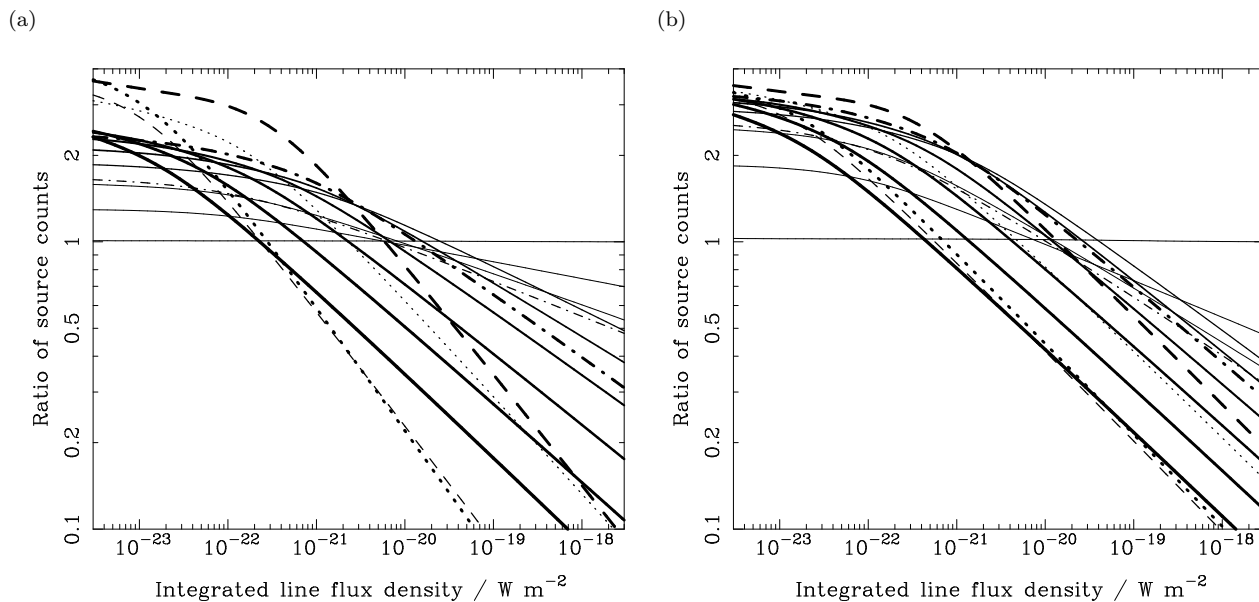 (a)
(b)
Ratio of source counts
2
1
0.5
0.2
0.1
10⁻²³ 10⁻²² 10⁻²¹ 10⁻²⁰ 10⁻¹⁹ 10⁻¹⁸
Integrated line flux density / W m⁻²
Ratio of source counts
2
1
0.5
0.2
0.1
10⁻²³ 10⁻²² 10⁻²¹ 10⁻²⁰ 10⁻¹⁹ 10⁻¹⁸
Integrated line flux density / W m⁻²